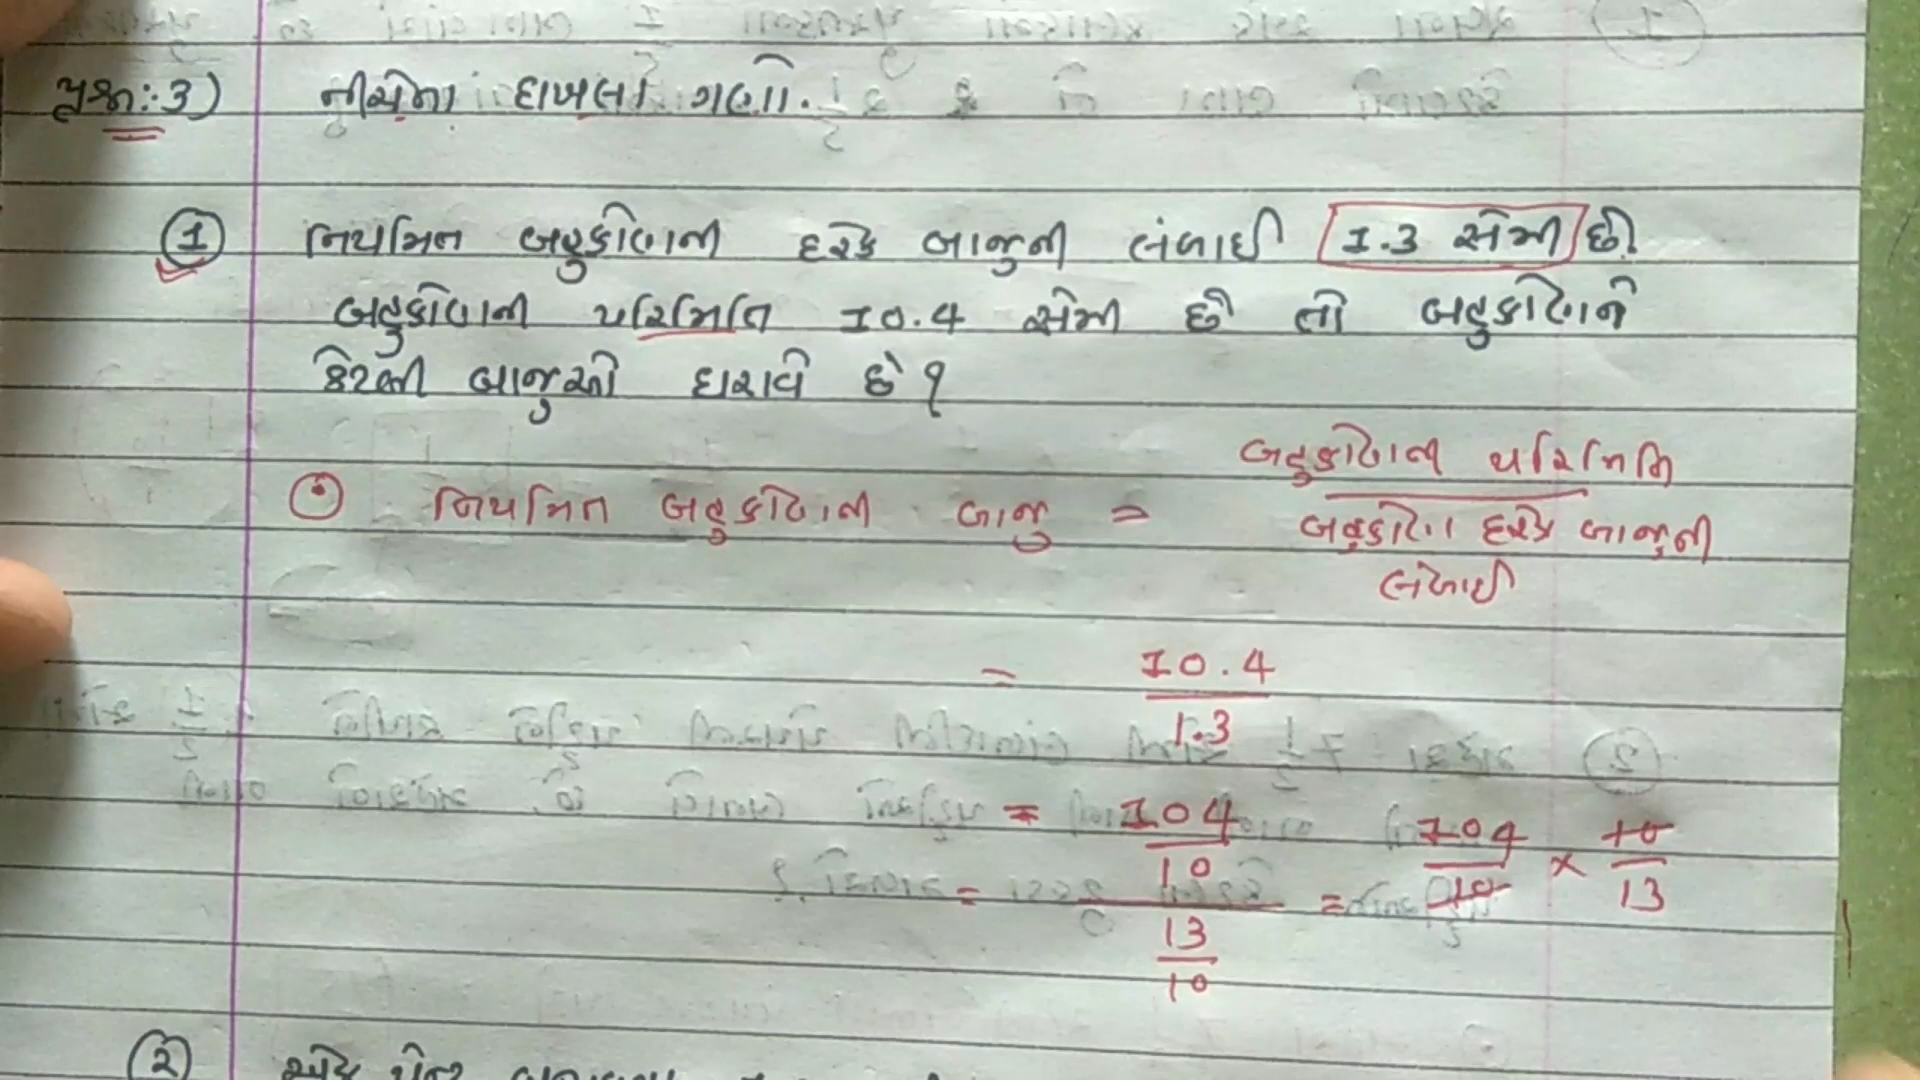 પ્રશ્ન:-3) નીચેના દાખલા ગણો.
1 નિયમિત બહુકોણની દરેક બાજુની લંબાઈ 1.3 સેમી છે.
બહુકોણની પરિમિતિ 10.4 સેમી છે તો બહુકોણને
કેટલી બાજુઓ ધરાવે છે?
નિયમિત બહુકોણની બાજુ = બહુકોણની પરિમિતિ
બહુકોણના દરેક બાજુની
લંબાઈ
= 10.4
1.3
= 104
10
13
10
= 104/10 × 10/13
2